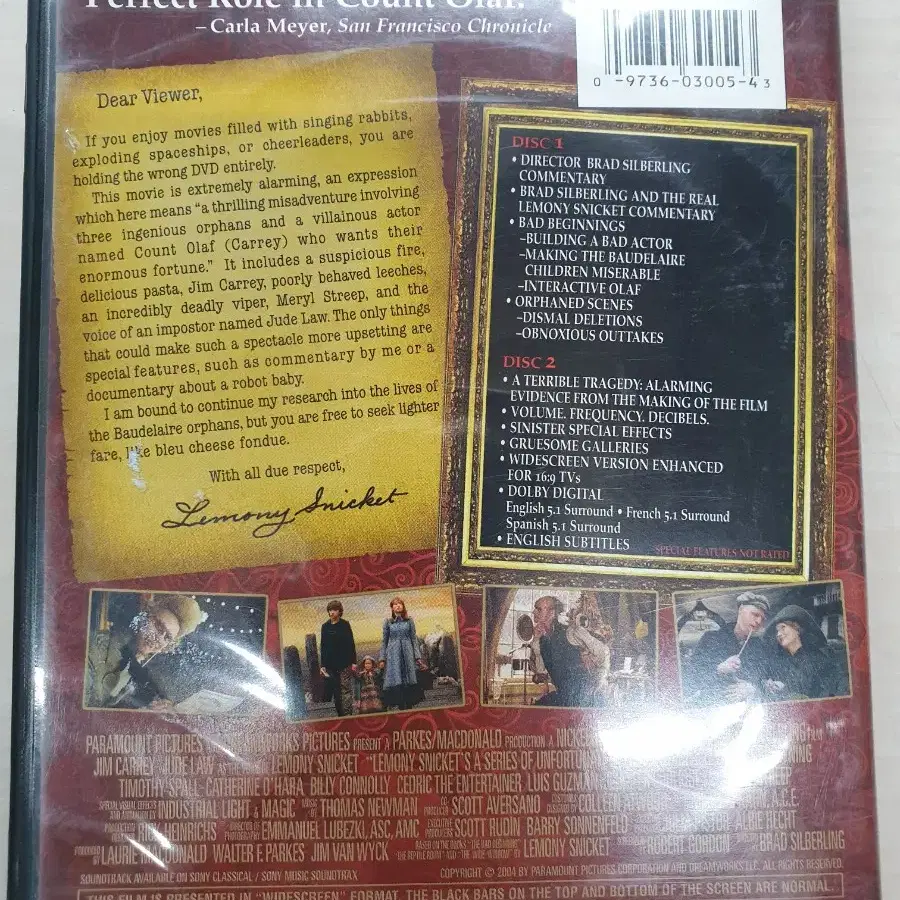 Perfect Role in Count Olaf.
– Carla Meyer, San Francisco Chronicle
0 -9736-03005-4 3
Dear Viewer,
If you enjoy movies filled with singing rabbits,
exploding spaceships, or cheerleaders, you are
holding the wrong DVD entirely.
This movie is extremely alarming, an expression
which here means "a thrilling misadventure involving
three ingenious orphans and a villainous actor
named Count Olaf (Carrey) who wants their
enormous fortune." It includes a suspicious fire,
delicious pasta, Jim Carrey, poorly behaved leeches,
an incredibly deadly viper, Meryl Streep, and the
voice of an impostor named Jude Law. The only things
that could make such a spectacle more upsetting are
special features, such as commentary by me or a
documentary about a robot baby.
I am bound to continue my research into the lives of
the Baudelaire orphans, but you are free to seek lighter
fare, like bleu cheese fondue.
With all due respect,
Lemony Snicket
DISC 1
• DIRECTOR BRAD SILBERLING
COMMENTARY
• BRAD SILBERLING AND THE REAL
LEMONY SNICKET COMMENTARY
• BAD BEGINNINGS
–BUILDING A BAD ACTOR
–MAKING THE BAUDELAIRE
CHILDREN MISERABLE
–INTERACTIVE OLAF
• ORPHANED SCENES
–DISMAL DELETIONS
–OBNOXIOUS OUTTAKES
DISC 2
• A TERRIBLE TRAGEDY: ALARMING
EVIDENCE FROM THE MAKING OF THE FILM
• VOLUME. FREQUENCY. DECIBELS.
• SINISTER SPECIAL EFFECTS
• GRUESOME GALLERIES
• WIDESCREEN VERSION ENHANCED
FOR 16:9 TVs
• DOLBY DIGITAL
English 5.1 Surround • French 5.1 Surround
Spanish 5.1 Surround
• ENGLISH SUBTITLES
SPECIAL FEATURES NOT RATED
PARAMOUNT PICTURES PICTURES PRESENT A PARKES/MACDONALD PRODUCTION A
JIM CARREY JUDE LAW LEMONY SNICKET "LEMONY SNICKET'S A SERIES OF
TIMOTHY SPALL CATHERINE O'HARA BILLY CONNOLLY CEDRIC THE ENTERTAINER LUIS GUZMAN
INDUSTRIAL LIGHT & MAGIC MUSIC BY THOMAS NEWMAN CO-PRODUCER SCOTT AVERSANO COLLEEN A.C.E.
HEINRICHS EMMANUEL LUBEZKI, ASC, AMC EXECUTIVE PRODUCERS SCOTT RUDIN BARRY SONNENFELD ALBIE HECHT
LAURIE WALTER F. PARKES JIM VAN WYCK LEMONY SNICKET ROBERT GORDON BRAD SILBERLING
SOUNDTRACK AVAILABLE ON SONY CLASSICAL / SONY MUSIC SOUNDTRAX
COPYRIGHT © 2004 BY PARAMOUNT PICTURES CORPORATION AND DREAMWORKS LLC. ALL RIGHTS RESERVED.
THIS FILM IS PRESENTED IN "WIDESCREEN" FORMAT. THE BLACK BARS ON THE TOP AND BOTTOM OF THE SCREEN ARE NORMAL.